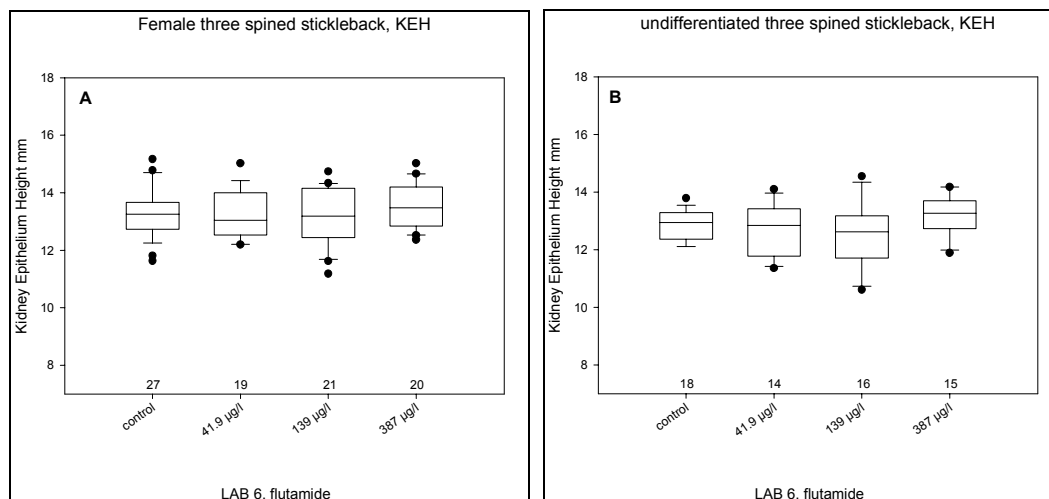 Female three spined stickleback, KEH
A
Kidney Epithelium Height mm
18
16
14
12
10
8
27
19
21
20
control
41.9 µg/l
139 µg/l
387 µg/l
LAB 6, flutamide
undifferentiated three spined stickleback, KEH
B
Kidney Epithelium Height mm
18
16
14
12
10
8
18
14
16
15
control
41.9 µg/l
139 µg/l
387 µg/l
LAB 6, flutamide